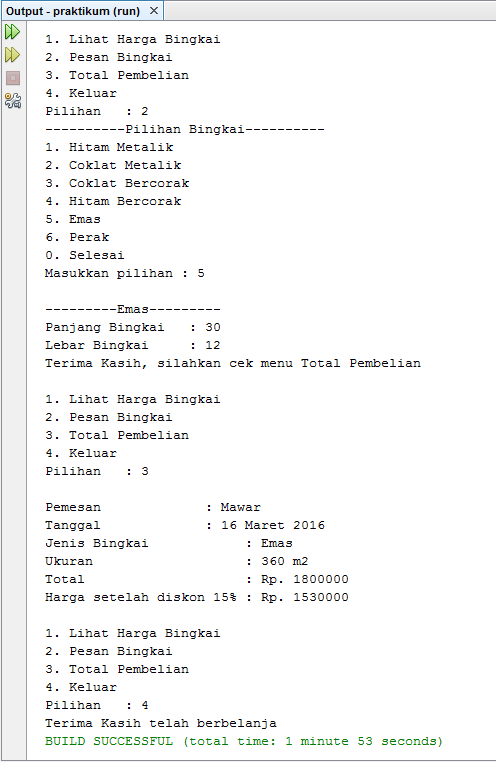 Output - praktikum (run) ×
1. Lihat Harga Bingkai
2. Pesan Bingkai
3. Total Pembelian
4. Keluar
Pilihan   : 2
----------Pilihan Bingkai----------
1. Hitam Metalik
2. Coklat Metalik
3. Coklat Bercorak
4. Hitam Bercorak
5. Emas
6. Perak
0. Selesai
Masukkan pilihan : 5
---------Emas---------
Panjang Bingkai   : 30
Lebar Bingkai     : 12
Terima Kasih, silahkan cek menu Total Pembelian
1. Lihat Harga Bingkai
2. Pesan Bingkai
3. Total Pembelian
4. Keluar
Pilihan   : 3
Pemesan             : Mawar
Tanggal             : 16 Maret 2016
Jenis Bingkai            : Emas
Ukuran                   : 360 m2
Total                    : Rp. 1800000
Harga setelah diskon 15% : Rp. 1530000
1. Lihat Harga Bingkai
2. Pesan Bingkai
3. Total Pembelian
4. Keluar
Pilihan   : 4
Terima Kasih telah berbelanja
BUILD SUCCESSFUL (total time: 1 minute 53 seconds)